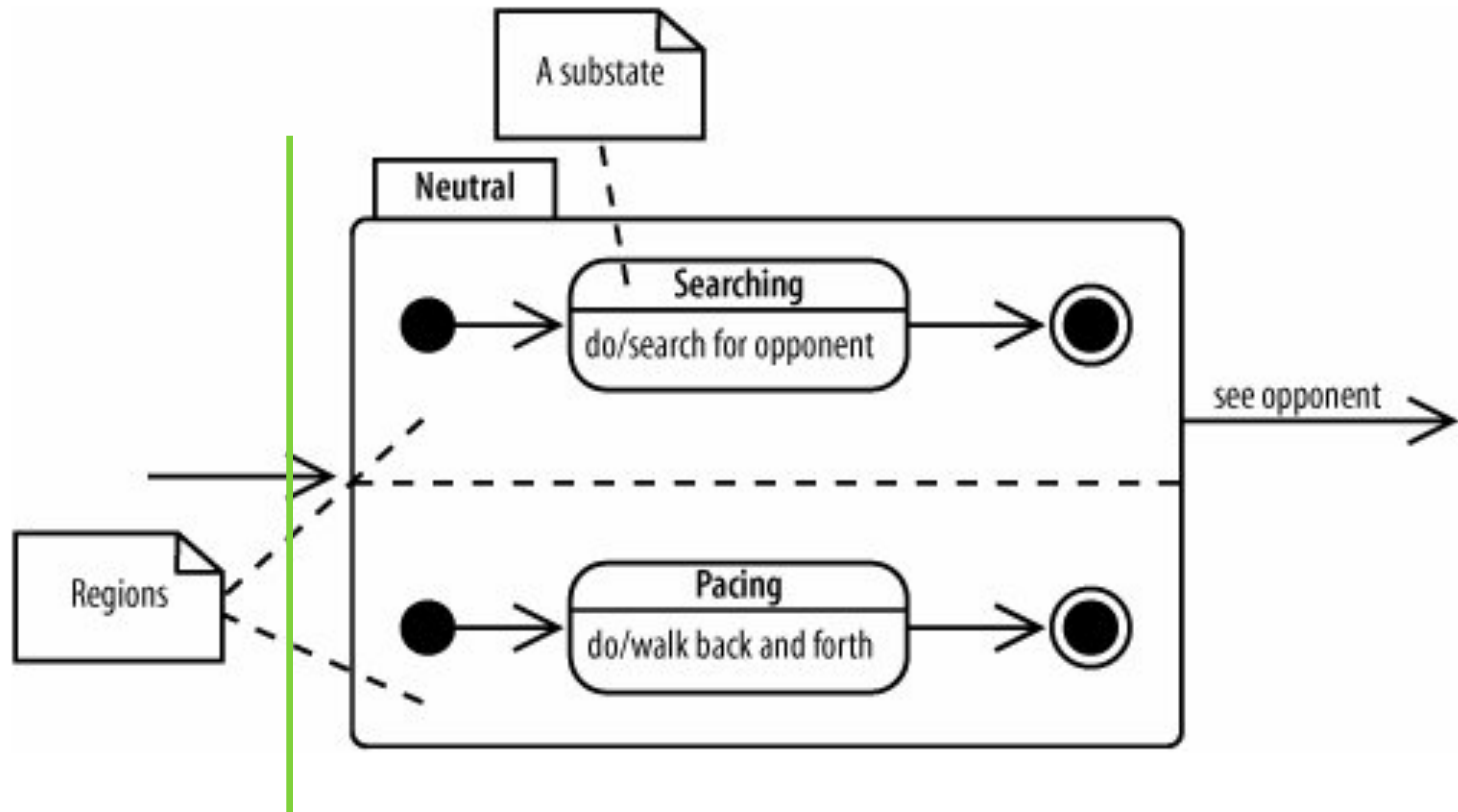 A substate
Neutral
Searching
do/search for opponent
see opponent
Regions
Pacing
do/walk back and forth